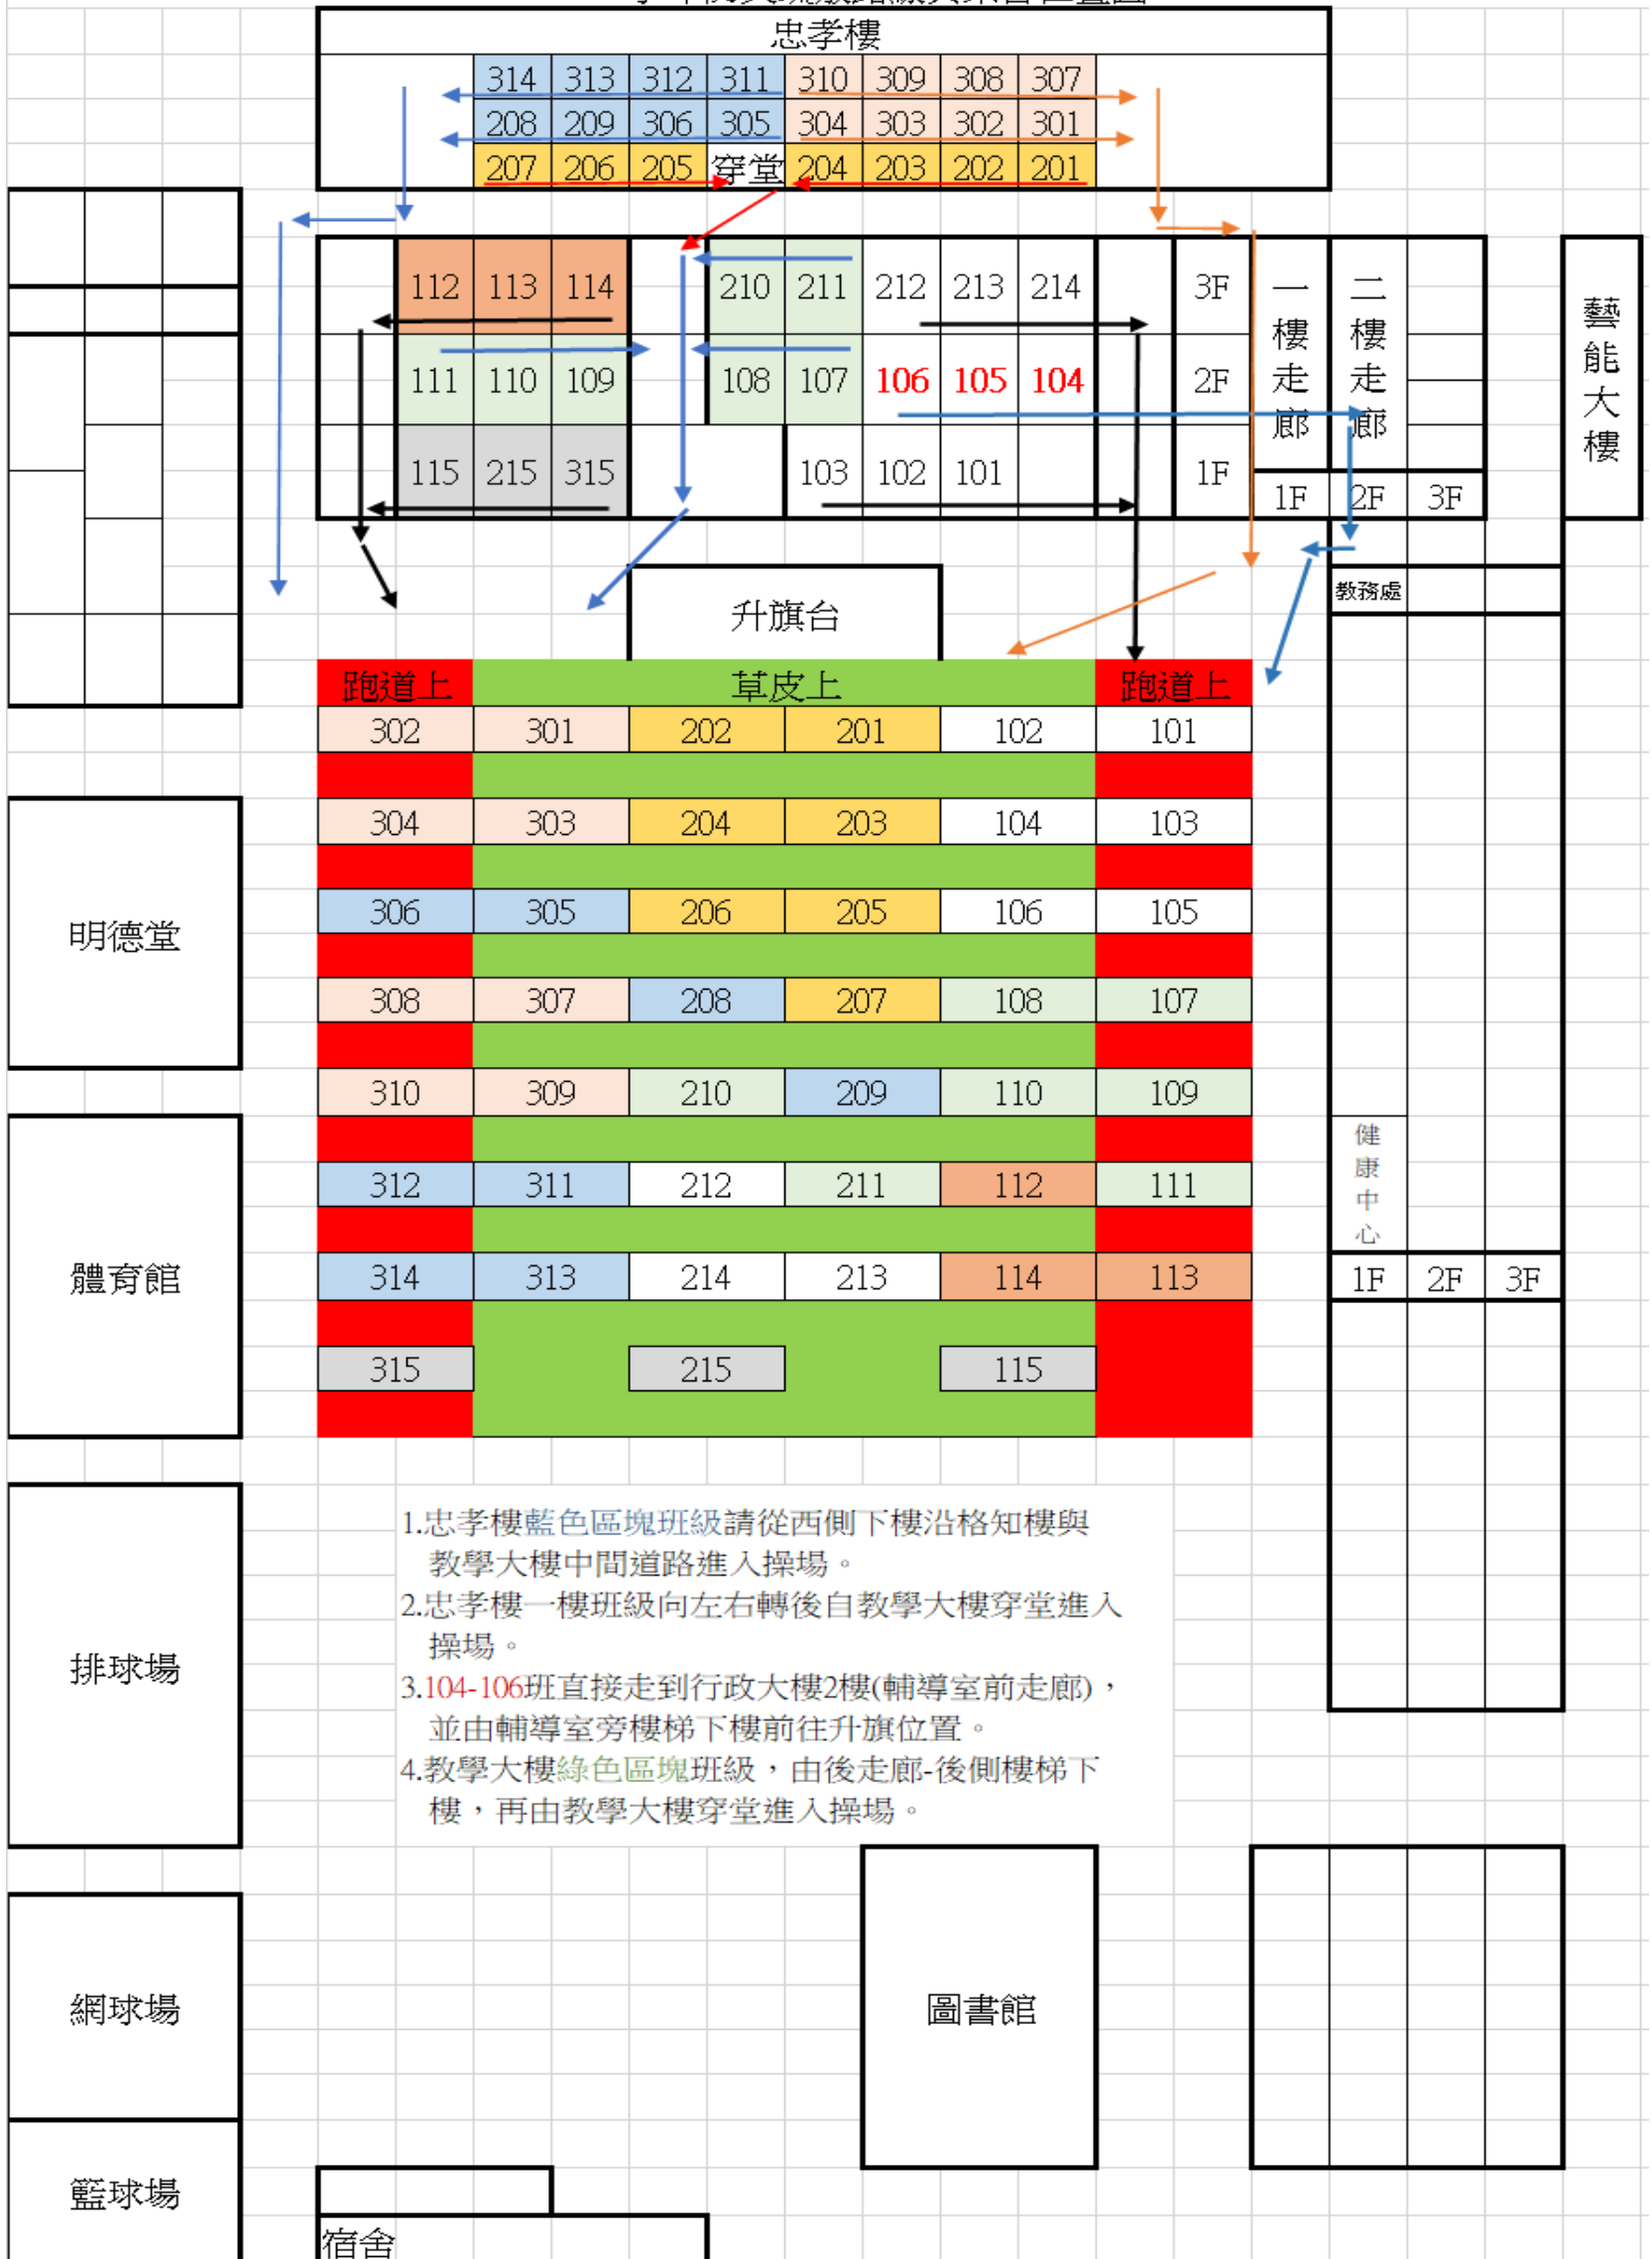 忠孝樓
314 313 312 311 310 309 308 307
208 209 306 305 304 303 302 301
207 206 205 穿堂 204 203 202 201
112 113 114 210 211 212 213 214 3F
111 110 109 108 107 106 105 104 2F
115 215 315 103 102 101 1F
一樓走廊
二樓走廊
1F 2F 3F
藝能大樓
教務處
升旗台
跑道上 草皮上 跑道上
302 301 202 201 102 101
304 303 204 203 104 103
306 305 206 205 106 105
308 307 208 207 108 107
310 309 210 209 110 109
312 311 212 211 112 111
314 313 214 213 114 113
315 215 115
健康中心
1F 2F 3F
明德堂
體育館
排球場
網球場
籃球場
1.忠孝樓藍色區塊班級請從西側下樓沿格知樓與
教學大樓中間道路進入操場。
2.忠孝樓一樓班級向左右轉後自教學大樓穿堂進入
操場。
3.104-106班直接走到行政大樓2樓(輔導室前走廊)，
並由輔導室旁樓梯下樓前往升旗位置。
4.教學大樓綠色區塊班級，由後走廊-後側樓梯下
樓，再由教學大樓穿堂進入操場。
圖書館
宿舍